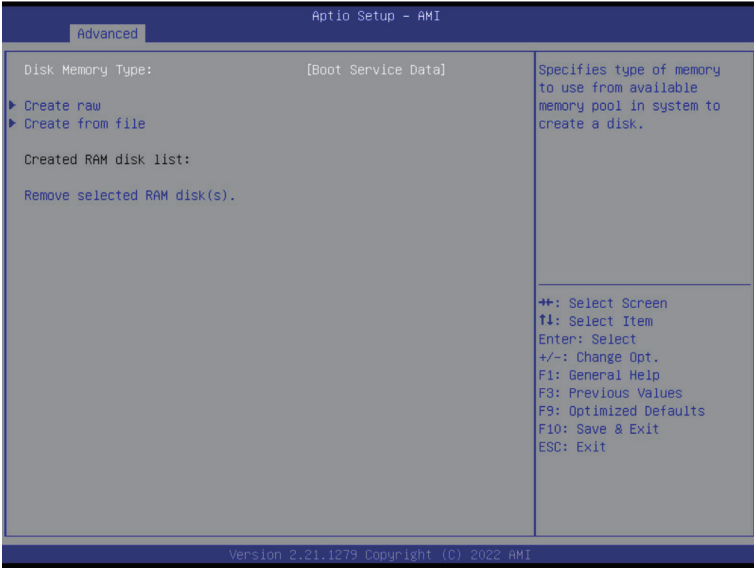 Aptio Setup – AMI
Advanced
Disk Memory Type: [Boot Service Data]
Create raw
Create from file
Created RAM disk list:
Remove selected RAM disk(s).
Specifies type of memory
to use from available
memory pool in system to
create a disk.
→←: Select Screen
↑↓: Select Item
Enter: Select
+/-: Change Opt.
F1: General Help
F3: Previous Values
F9: Optimized Defaults
F10: Save & Exit
ESC: Exit
Version 2.21.1279 Copyright (C) 2022 AMI